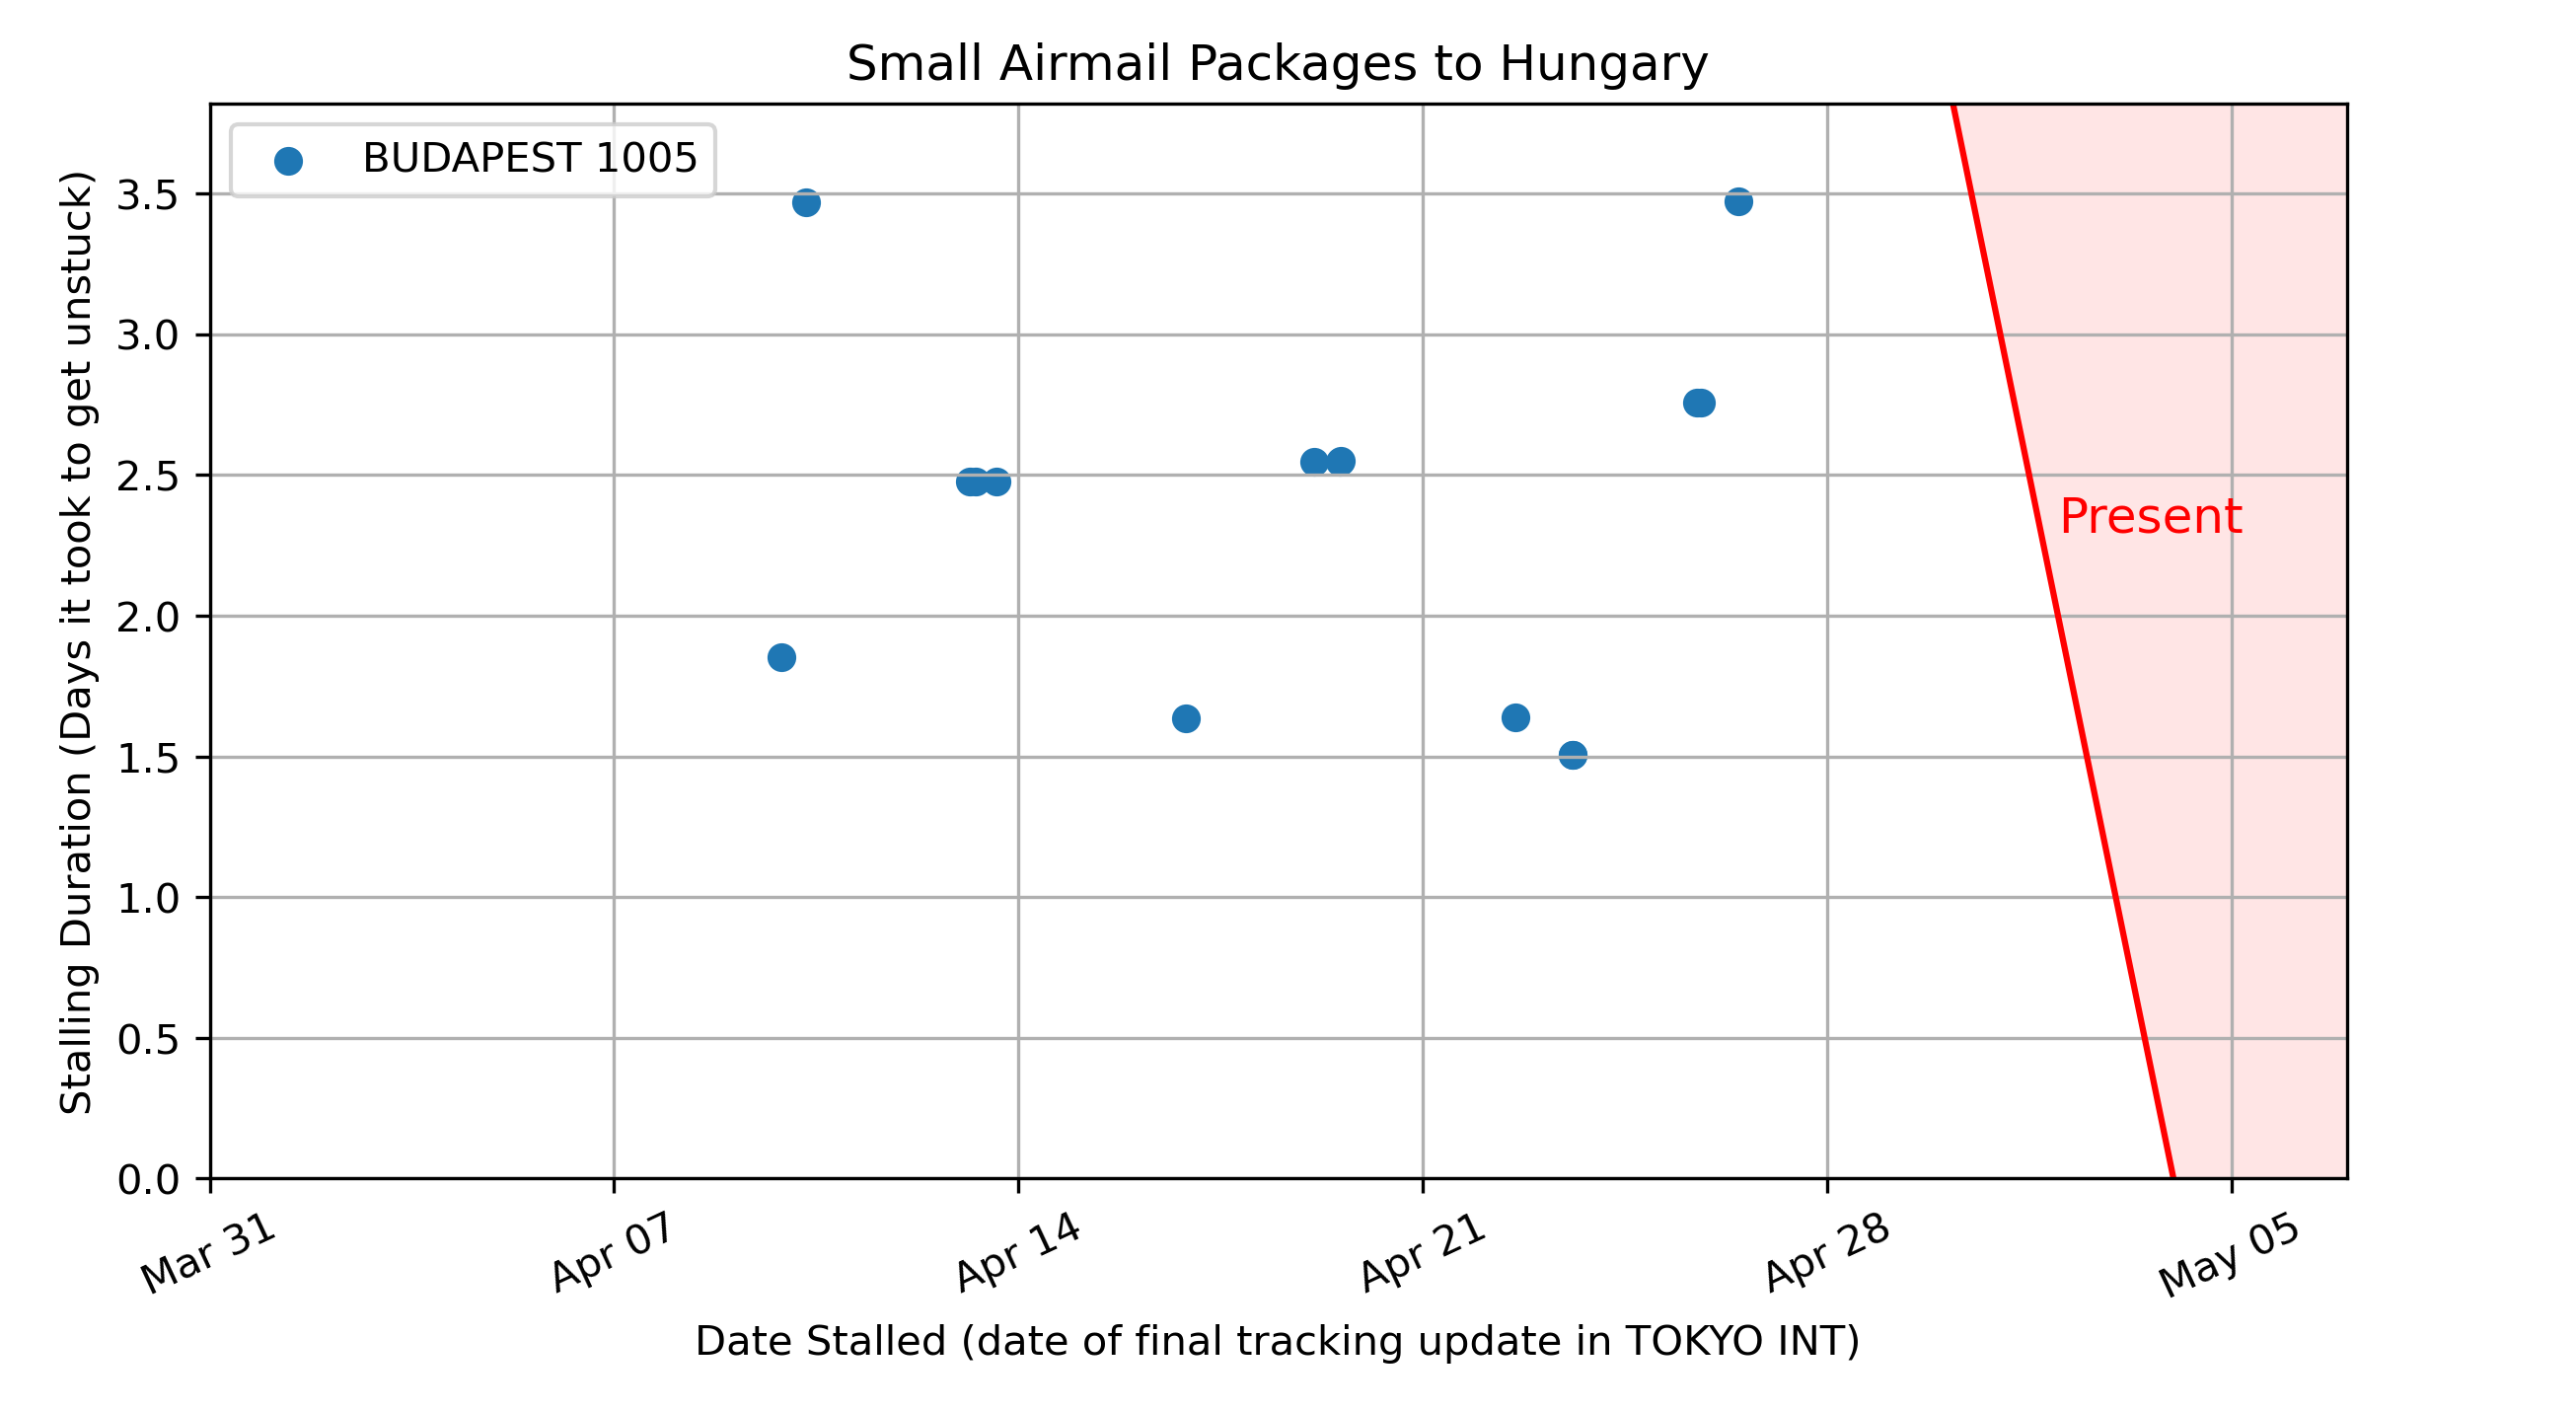 Small Airmail Packages to Hungary
BUDAPEST 1005
Stalling Duration (Days it took to get unstuck)
3.5
3.0
2.5
2.0
1.5
1.0
0.5
0.0
Present
Mar 31
Apr 07
Apr 14
Apr 21
Apr 28
May 05
Date Stalled (date of final tracking update in TOKYO INT)